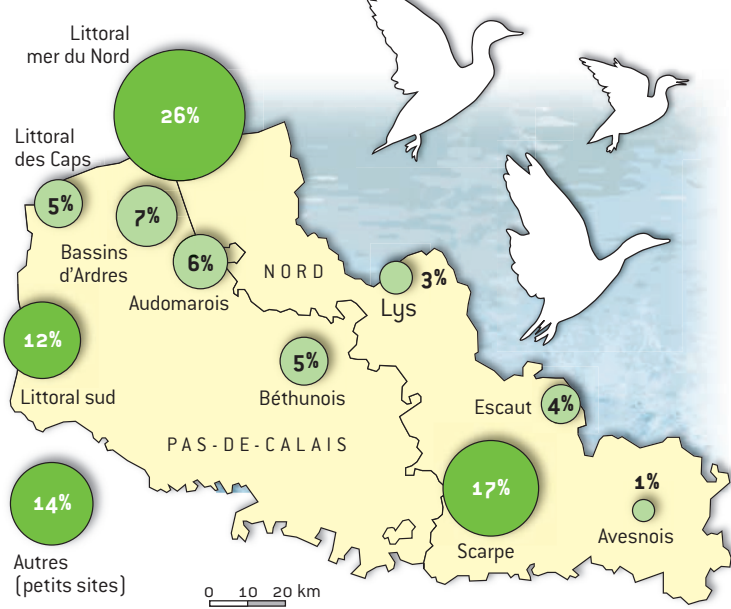 Littoral
mer du Nord
26%
Littoral
des Caps
5%
7%
Bassins
d'Ardres
6%
Audomarois
NORD
3%
Lys
12%
Littoral sud
5%
Béthunois
Escaut
4%
PAS-DE-CALAIS
14%
Autres
(petits sites)
17%
Scarpe
1%
Avesnois
0 10 20 km